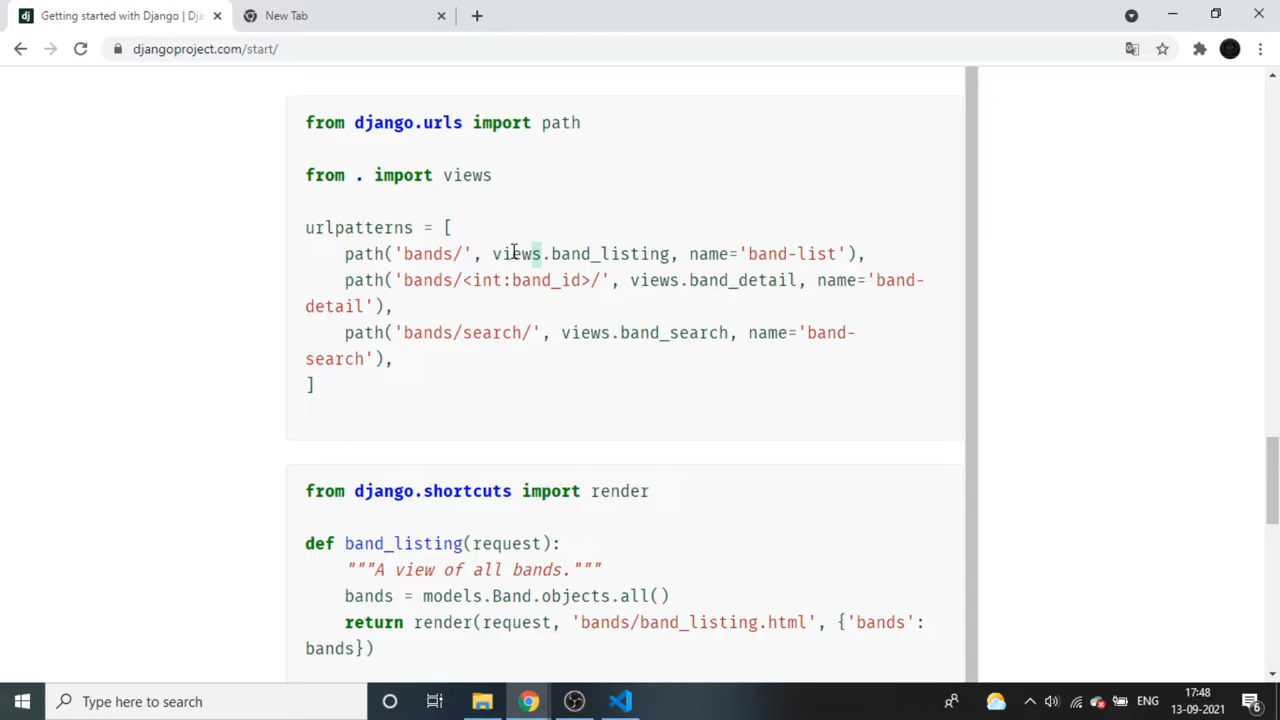 Getting started with Django | Dja
New Tab
djangoproject.com/start/
from django.urls import path
from . import views
urlpatterns = [
path('bands/', views.band_listing, name='band-list'),
path('bands/<int:band_id>/', views.band_detail, name='band-
detail'),
path('bands/search/', views.band_search, name='band-
search'),
]
from django.shortcuts import render
def band_listing(request):
"""A view of all bands."""
bands = models.Band.objects.all()
return render(request, 'bands/band_listing.html', {'bands':
bands})
Type here to search
ENG
17:48
13-09-2021
6